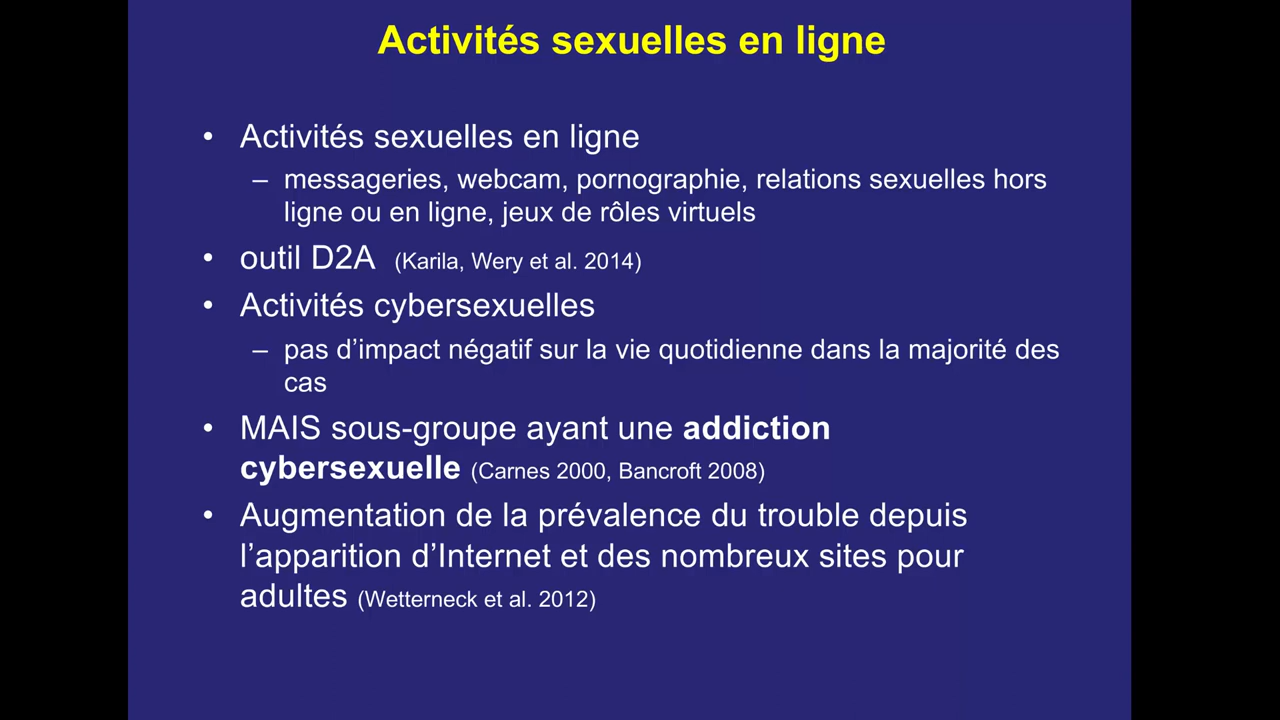 Activités sexuelles en ligne
• Activités sexuelles en ligne
– messageries, webcam, pornographie, relations sexuelles hors
ligne ou en ligne, jeux de rôles virtuels
• outil D2A (Karila, Wery et al. 2014)
• Activités cybersexuelles
– pas d’impact négatif sur la vie quotidienne dans la majorité des
cas
• MAIS sous-groupe ayant une addiction
cybersexuelle (Carnes 2000, Bancroft 2008)
• Augmentation de la prévalence du trouble depuis
l’apparition d’Internet et des nombreux sites pour
adultes (Wetterneck et al. 2012)